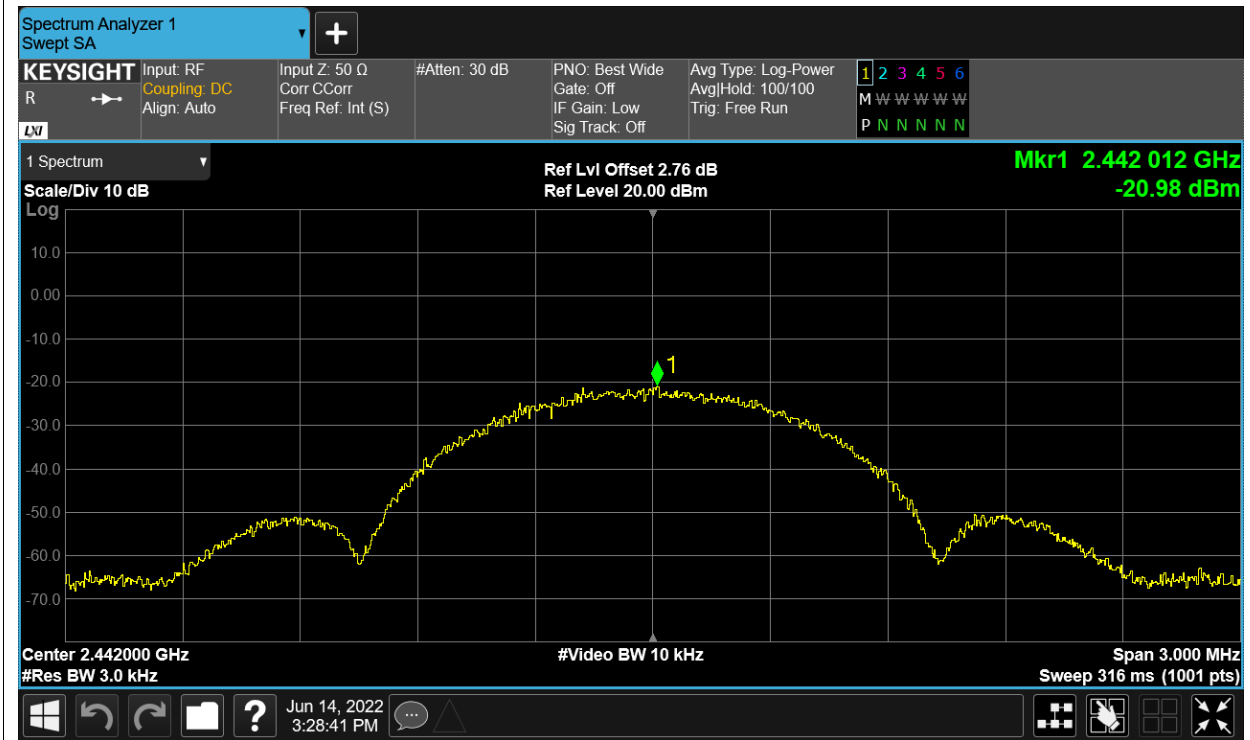 Spectrum Analyzer 1
Swept SA
KEYSIGHT
R
LXI
Input: RF
Coupling: DC
Align: Auto
Input Z: 50 Ω
Corr CCorr
Freq Ref: Int (S)
#Atten: 30 dB
PNO: Best Wide
Gate: Off
IF Gain: Low
Sig Track: Off
Avg Type: Log-Power
Avg|Hold: 100/100
Trig: Free Run
1 2 3 4 5 6
M W W W W W
P N N N N N
1 Spectrum
Scale/Div 10 dB
Log
Ref Lvl Offset 2.76 dB
Ref Level 20.00 dBm
Mkr1 2.442 012 GHz
-20.98 dBm
10.0
0.00
-10.0
1
-20.0
-30.0
-40.0
-50.0
-60.0
-70.0
Center 2.442000 GHz
#Res BW 3.0 kHz
#Video BW 10 kHz
Span 3.000 MHz
Sweep 316 ms (1001 pts)
?
Jun 14, 2022
3:28:41 PM